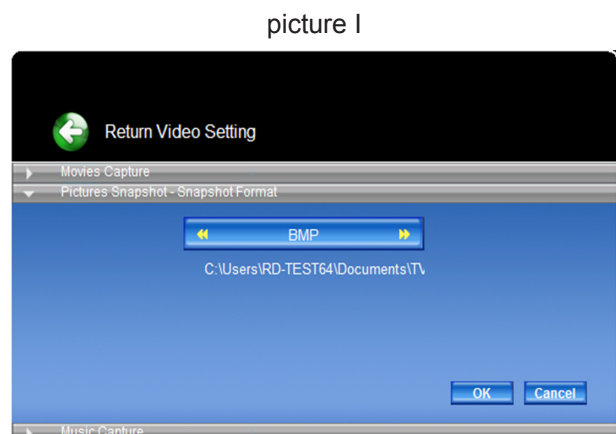 picture I
Return Video Setting
Movies Capture
Pictures Snapshot - Snapshot Format
BMP
C:\Users\RD-TEST64\Documents\TV
OK Cancel
Music Capture